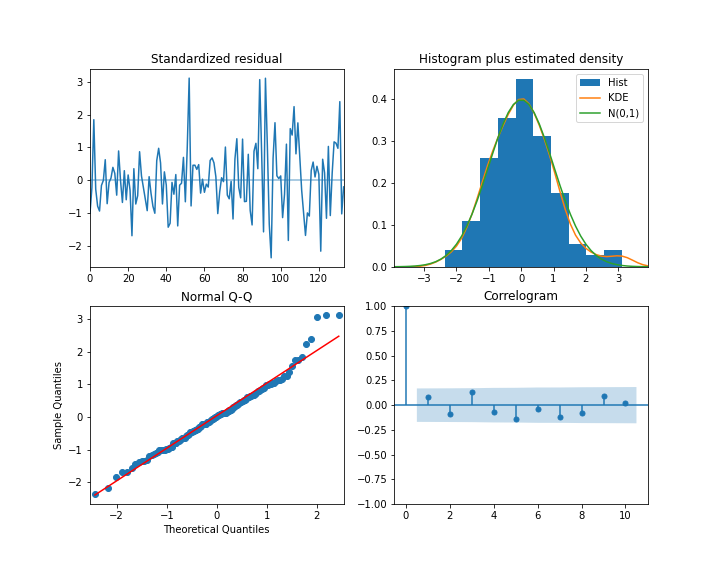 Standardized residual
3
2
1
0
−1
−2
0 20 40 60 80 100 120
Histogram plus estimated density
Hist
KDE
N(0,1)
0.4
0.3
0.2
0.1
0.0
−3 −2 −1 0 1 2 3
Normal Q-Q
Sample Quantiles
3
2
1
0
−1
−2
−2 −1 0 1 2
Theoretical Quantiles
Correlogram
1.00
0.75
0.50
0.25
0.00
−0.25
−0.50
−0.75
−1.00
0 2 4 6 8 10